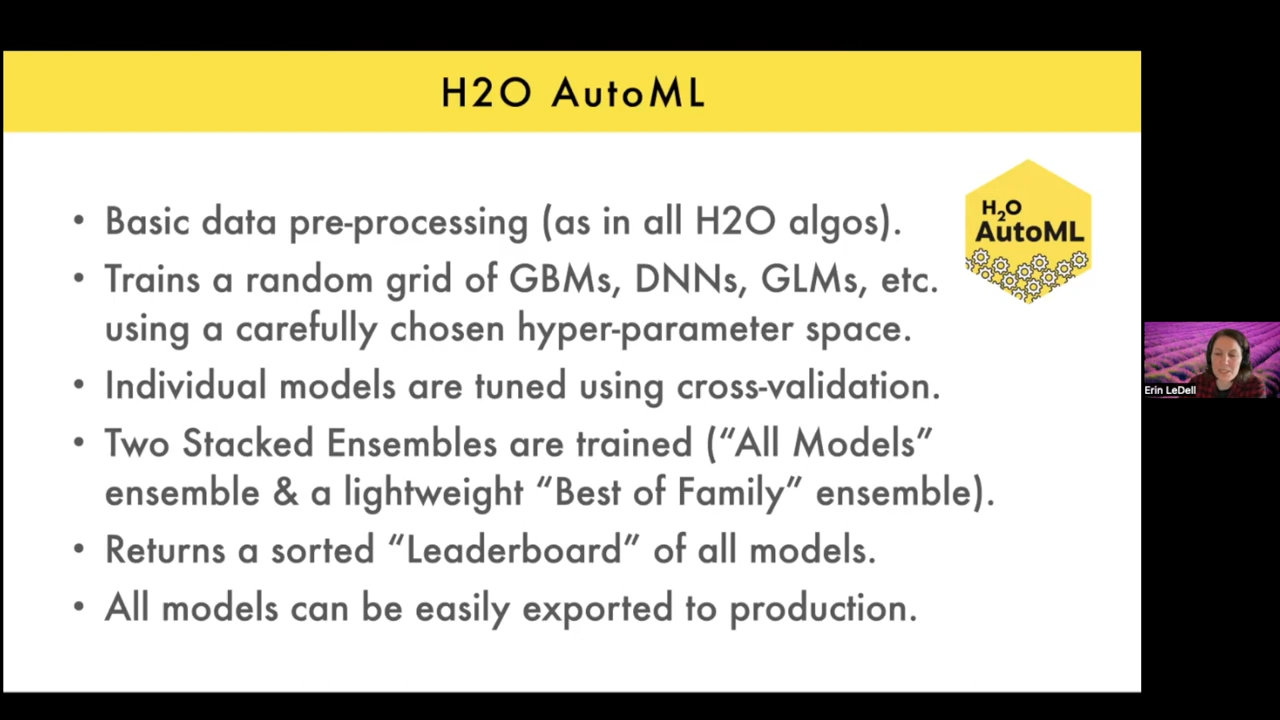 H2O AutoML
• Basic data pre-processing (as in all H2O algos).
• Trains a random grid of GBMs, DNNs, GLMs, etc.
using a carefully chosen hyper-parameter space.
• Individual models are tuned using cross-validation.
• Two Stacked Ensembles are trained (“All Models”
ensemble & a lightweight “Best of Family” ensemble).
• Returns a sorted “Leaderboard” of all models.
• All models can be easily exported to production.
H₂O
AutoML
Erin LeDell